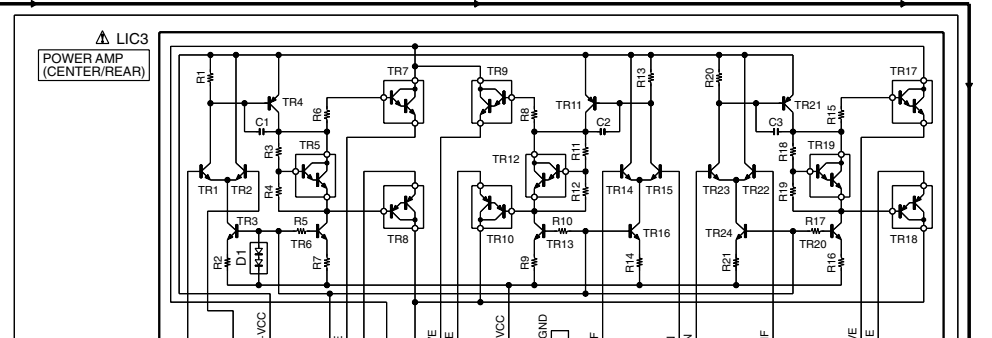 ⚠ LIC3
POWER AMP
(CENTER/REAR)
R1
TR4
R6
TR7
TR9
R8
TR11
R13
R20
TR21
R15
TR17
C1
C2
C3
R3
TR5
TR12
R11
R18
TR19
R4
R12
R19
TR1
TR2
TR14
TR15
TR23
TR22
TR3
R5
TR6
TR8
TR10
R10
TR13
TR16
TR24
R17
TR20
TR18
R2
D1
R7
R9
R14
R21
R16
VCC
VCC
GND